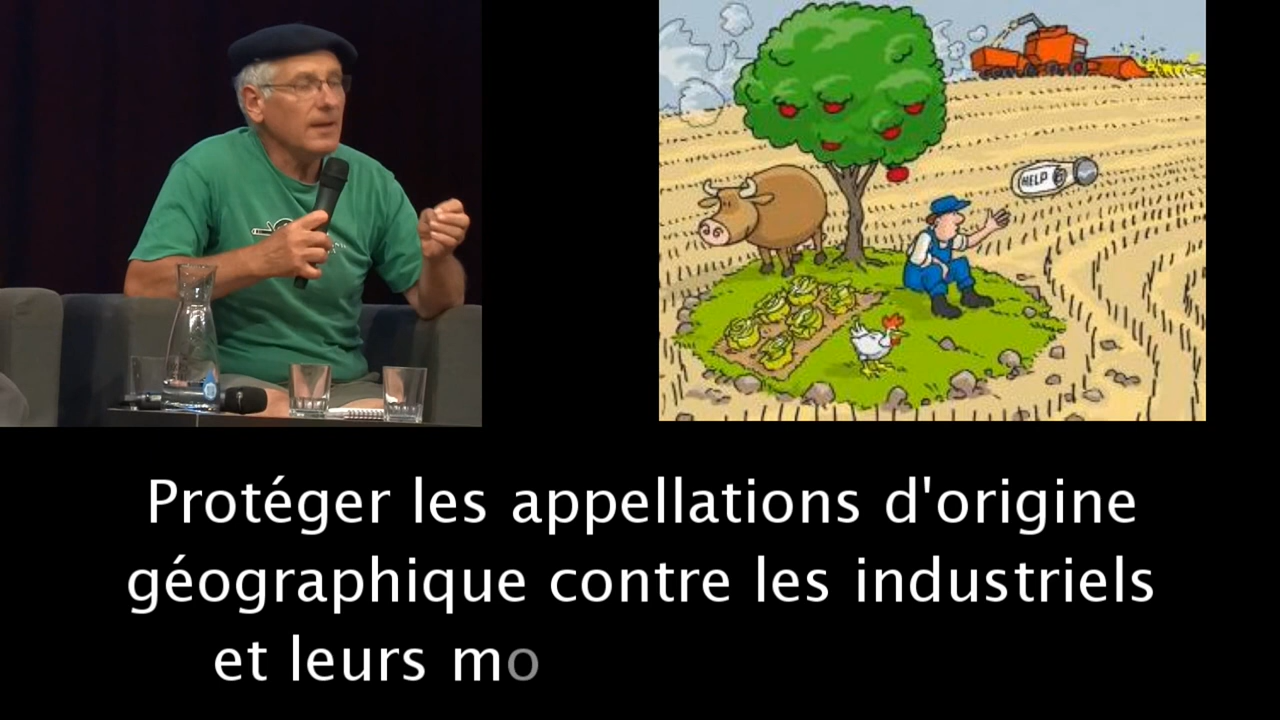 HELP
Protéger les appellations d'origine
géographique contre les industriels
et leurs mo